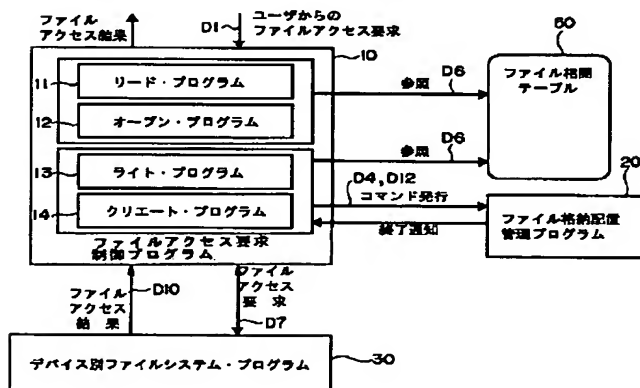 ファイル
アクセス結果
D1
ユーザからの
ファイルアクセス要求
10
60
11
リード・プログラム
12
オープン・プログラム
参照
D6
ファイル相関
テーブル
13
ライト・プログラム
参照
D6
14
クリエート・プログラム
D4, D12
コマンド発行
終了通知
20
ファイル格納配置
管理プログラム
ファイルアクセス要求
制御プログラム
ファイル
アクセス
結果
D10
ファイル
アクセス
要求
D7
デバイス別ファイルシステム・プログラム
30